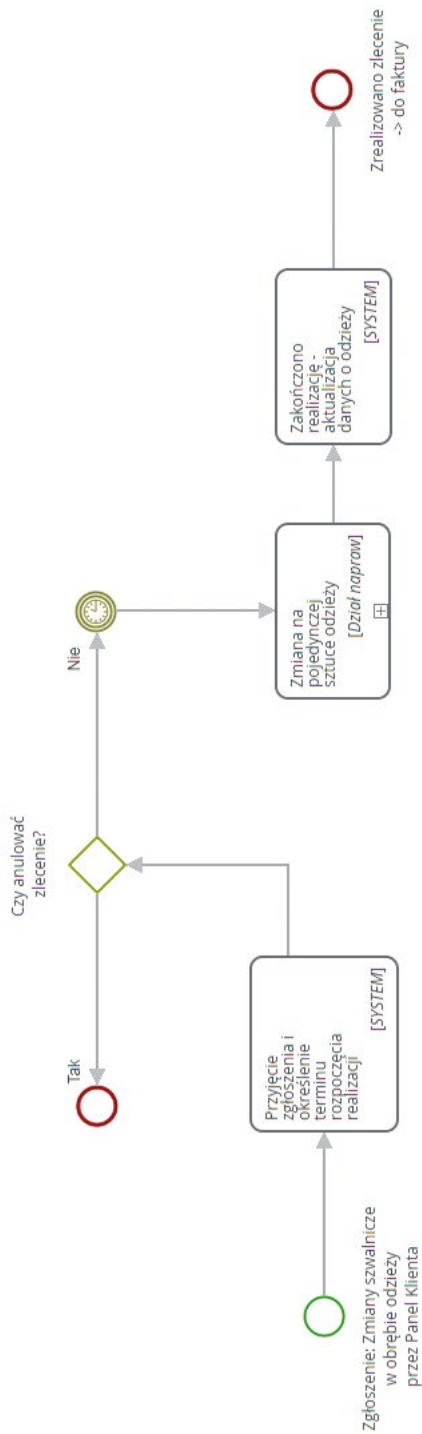 Zgłoszenie: Zmiany szwalnicze
w obrębie odzieży
przez Panel Klienta
Przyjęcie
zgłoszenia i
określenie
terminu
rozpoczęcia
realizacji
[SYSTEM]
Czy anulować
zlecenie?
Tak
Nie
Zmiana na
pojedynczej
sztuce odzieży
[Dział napraw]
Zakończono
realizację -
aktualizacja
danych o odzieży
[SYSTEM]
Zrealizowano zlecenie
-> do faktury